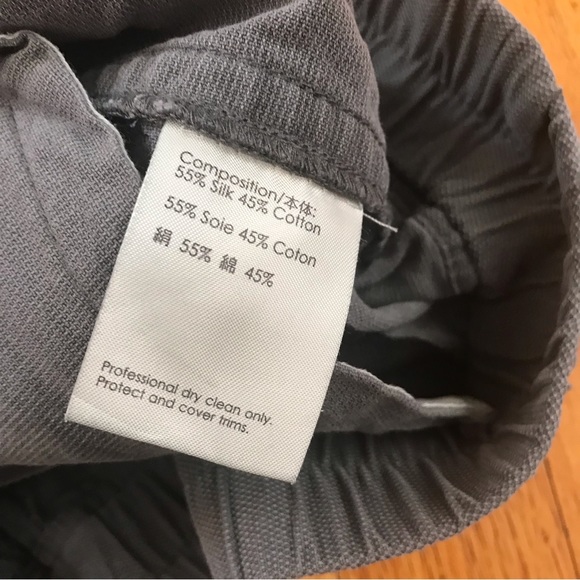 Composition/本体:
55% Silk 45% Cotton
55% Soie 45% Coton
絹 55% 綿 45%
Professional dry clean only.
Protect and cover trims.